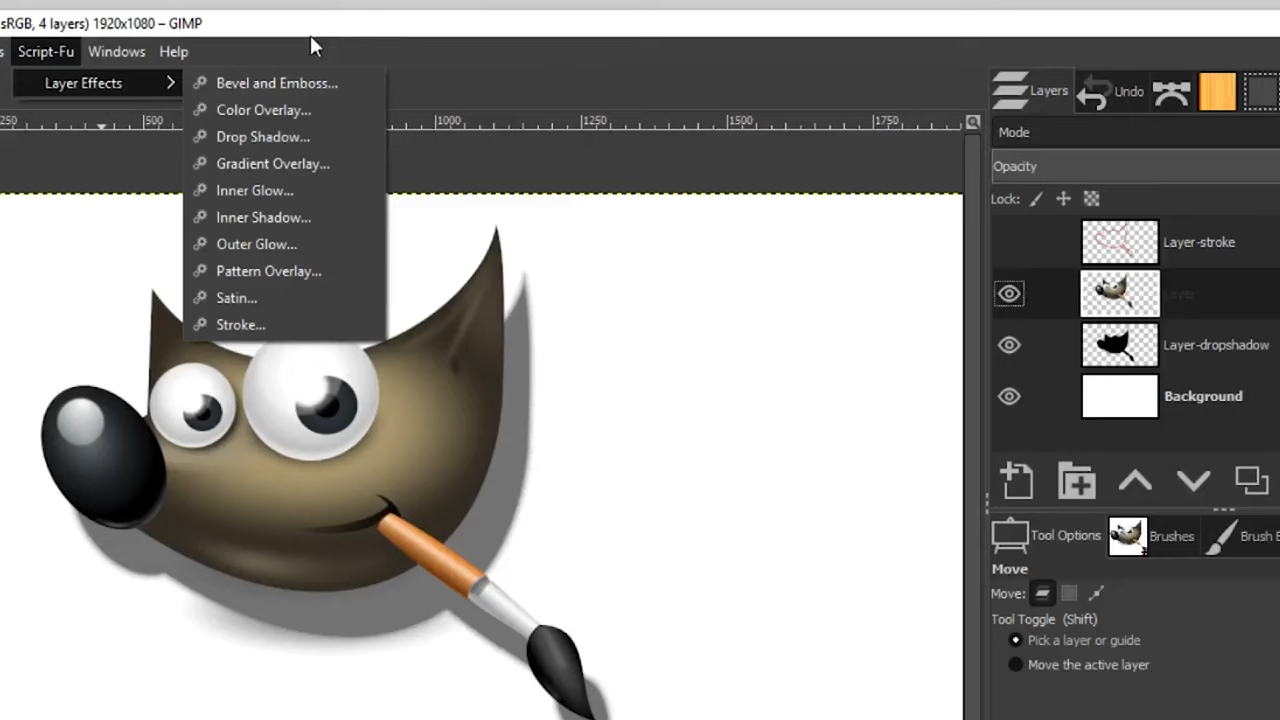 sRGB, 4 layers) 1920x1080 – GIMP
s Script-Fu Windows Help
Layer Effects
Bevel and Emboss...
Color Overlay...
Drop Shadow...
Gradient Overlay...
Inner Glow...
Inner Shadow...
Outer Glow...
Pattern Overlay...
Satin...
Stroke...
250 500 1000 1250 1500 1750
Layers Undo
Mode
Opacity
Lock:
Layer-stroke
Layer
Layer-dropshadow
Background
Tool Options Brushes Brush E
Move
Move:
Tool Toggle (Shift)
Pick a layer or guide
Move the active layer